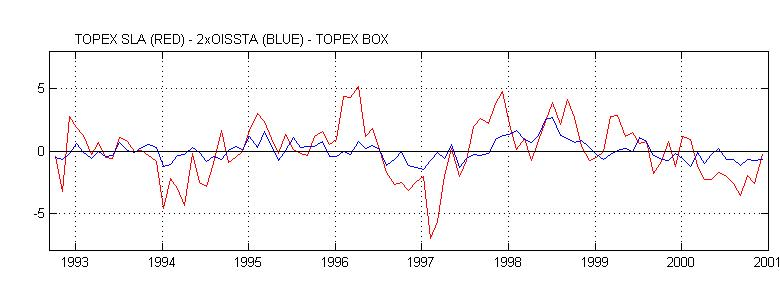 TOPEX SLA (RED) - 2xOISSTA (BLUE) - TOPEX BOX
5
0
-5
1993 1994 1995 1996 1997 1998 1999 2000 2001